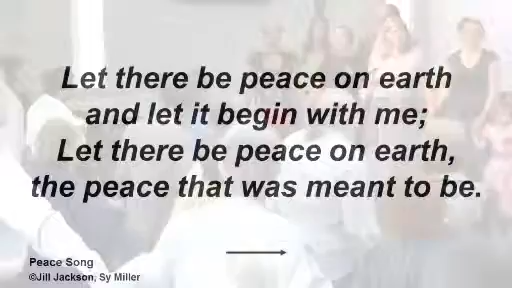 Let there be peace on earth
and let it begin with me;
Let there be peace on earth,
the peace that was meant to be.
Peace Song
©Jill Jackson, Sy Miller